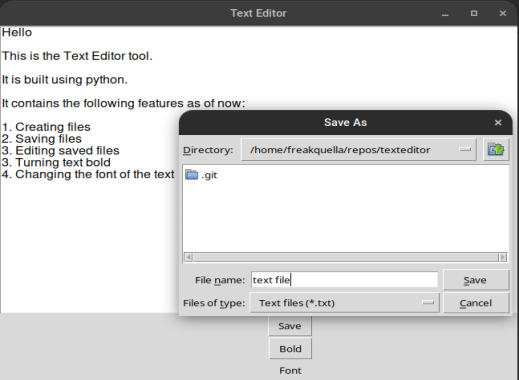 Text Editor
Hello
This is the Text Editor tool.
It is built using python.
It contains the following features as of now:
1. Creating files
2. Saving files
3. Editing saved files
3. Turning text bold
4. Changing the font of the text
Save As
Directory: /home/freakquella/repos/texteditor
.git
File name: text file Save
Files of type: Text files (*.txt) Cancel
Save
Bold
Font